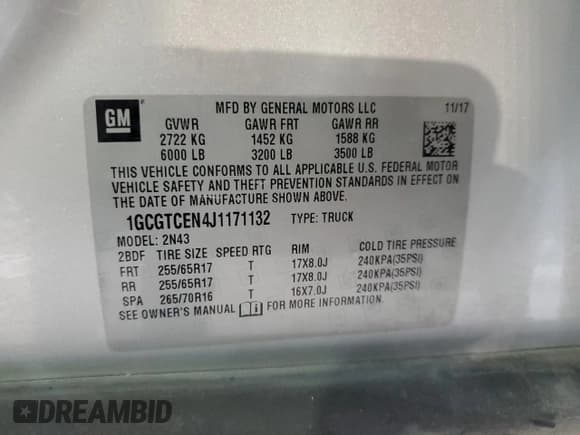 MFD BY GENERAL MOTORS LLC 11/17
GM
GVWR GAWR FRT GAWR RR
2722 KG 1452 KG 1588 KG
6000 LB 3200 LB 3500 LB
THIS VEHICLE CONFORMS TO ALL APPLICABLE U.S. FEDERAL MOTOR
VEHICLE SAFETY AND THEFT PREVENTION STANDARDS IN EFFECT ON
THE DATE OF MANUFACTURE SHOWN ABOVE.
1GCGTCEN4J1171132 TYPE: TRUCK
MODEL: 2N43
2BDF TIRE SIZE SPEED RTG RIM COLD TIRE PRESSURE
FRT 255/65R17 T 17X8.0J 240KPA(35PSI)
RR 255/65R17 T 17X8.0J 240KPA(35PSI)
SPA 265/70R16 T 16X7.0J 240KPA(35PSI)
SEE OWNER'S MANUAL FOR MORE INFORMATION
DREAMBID